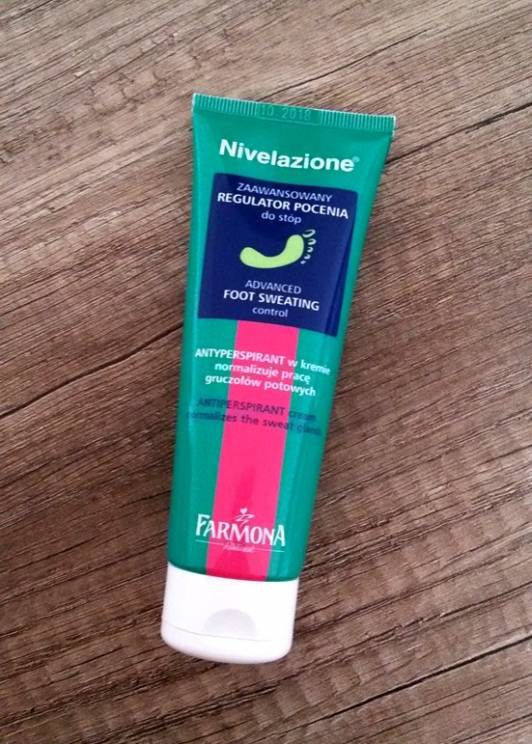 10.2018
Nivelazione®
ZAAWANSOWANY
REGULATOR POCENIA
do stóp
ADVANCED
FOOT SWEATING
control
ANTYPERSPIRANT w kremie
normalizuje pracę
gruczołów potowych
ANTIPERSPIRANT cream
normalizes the sweat glands
FARMONA